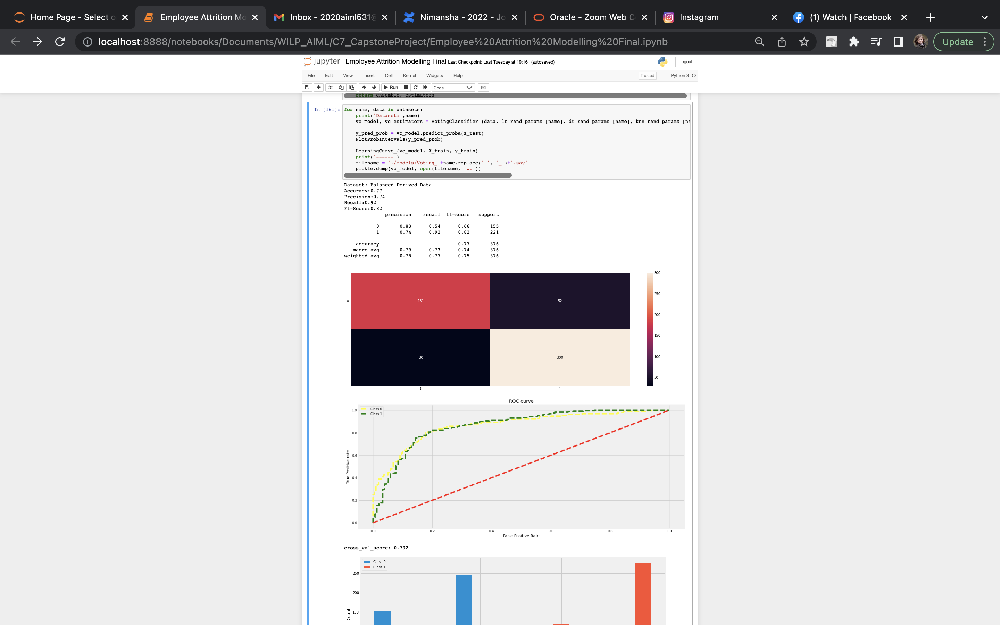 Home Page - Select o
Employee Attrition Mo
Inbox - 2020aiml531@
Nimansha - 2022 - Jo
Oracle - Zoom Web C
Instagram
(1) Watch | Facebook
localhost:8888/notebooks/Documents/WILP_AIML/C7_CapstoneProject/Employee%20Attrition%20Modelling%20Final.ipynb
Update
jupyter Employee Attrition Modelling Final Last Checkpoint: Last Tuesday at 19:16 (autosaved)
Logout
File Edit View Insert Cell Kernel Widgets Help
Trusted
Python 3
Run
Code
return ensemble, estimators
In [161]:
for name, data in datasets:
    print('Dataset:',name)
    vc_model, vc_estimators = VotingClassifier_(data, lr_rand_params_[name], dt_rand_params_[name], knn_rand_params_[na
    y_pred_prob = vc_model.predict_proba(X_test)
    PlotProbIntervals(y_pred_prob)
    LearningCurve_(vc_model, X_train, y_train)
    print('------')
    filename = './models/Voting_'+name.replace(' ', '_')+'.sav'
    pickle.dump(vc_model, open(filename, 'wb'))
Dataset: Balanced Derived Data
Accuracy:0.77
Precision:0.74
Recall:0.92
F1-Score:0.82
precision recall f1-score support
0 0.83 0.54 0.66 155
1 0.74 0.92 0.82 221
accuracy 0.77 376
macro avg 0.79 0.73 0.74 376
weighted avg 0.78 0.77 0.75 376
300
250
200
150
100
50
0
181
52
1
30
300
0 1
ROC curve
Class 0
Class 1
1.0
0.8
0.6
0.4
0.2
0.0
True Positive rate
0.0 0.2 0.4 0.6 0.8 1.0
False Positive Rate
cross_val_score: 0.792
Class 0
Class 1
250
200
150
Count